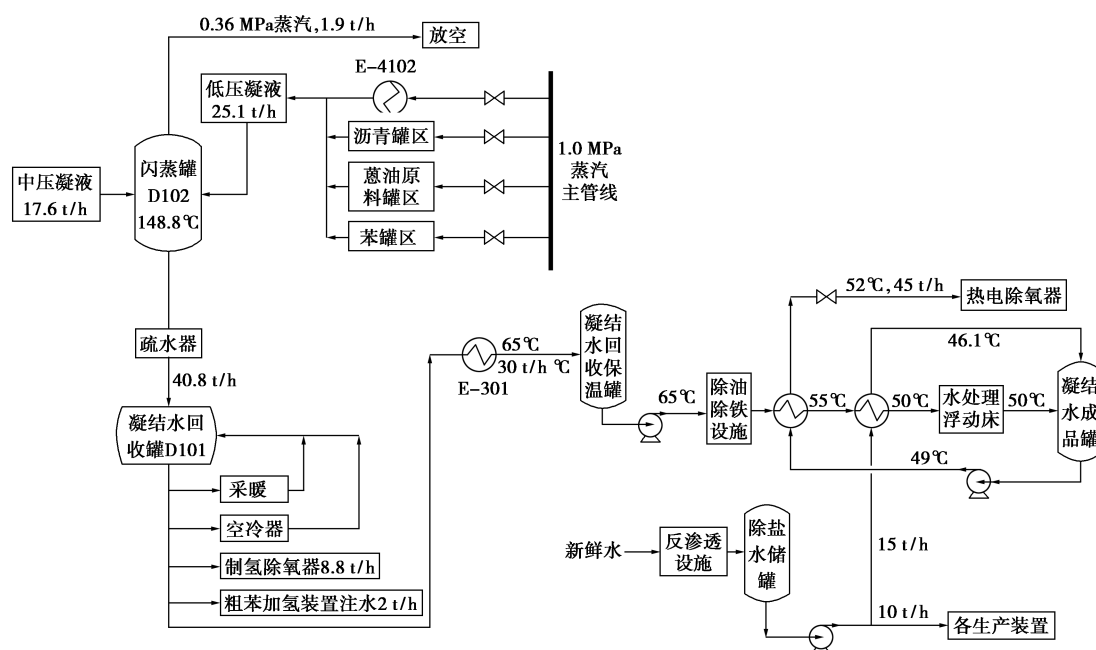 0.36 MPa蒸汽,1.9 t/h
放空
E-4102
低压凝液
25.1 t/h
沥青罐区
蒽油原
料罐区
苯罐区
1.0 MPa
蒸汽
主管线
中压凝液
17.6 t/h
闪蒸罐
D102
148.8℃
疏水器
40.8 t/h
凝结水回
收罐D101
采暖
空冷器
制氢除氧器8.8 t/h
粗苯加氢装置注水2 t/h
E-301
65℃
30 t/h ℃
凝结
水回
收保
温罐
65℃
除油
除铁
设施
52℃,45 t/h
热电除氧器
46.1℃
55℃
50℃
水处理
浮动床
50℃
凝结
水成
品罐
49℃
新鲜水
反渗透
设施
除盐
水储
罐
15 t/h
10 t/h
各生产装置